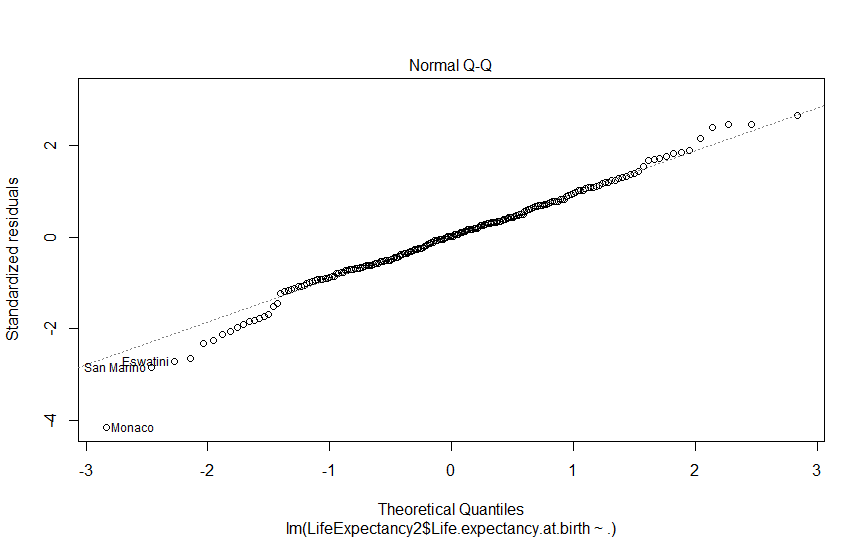 Normal Q-Q
Standardized residuals
2
0
-2
-4
Eswatini
San Marino
Monaco
-3 -2 -1 0 1 2 3
Theoretical Quantiles
lm(LifeExpectancy2$Life.expectancy.at.birth ~ .)